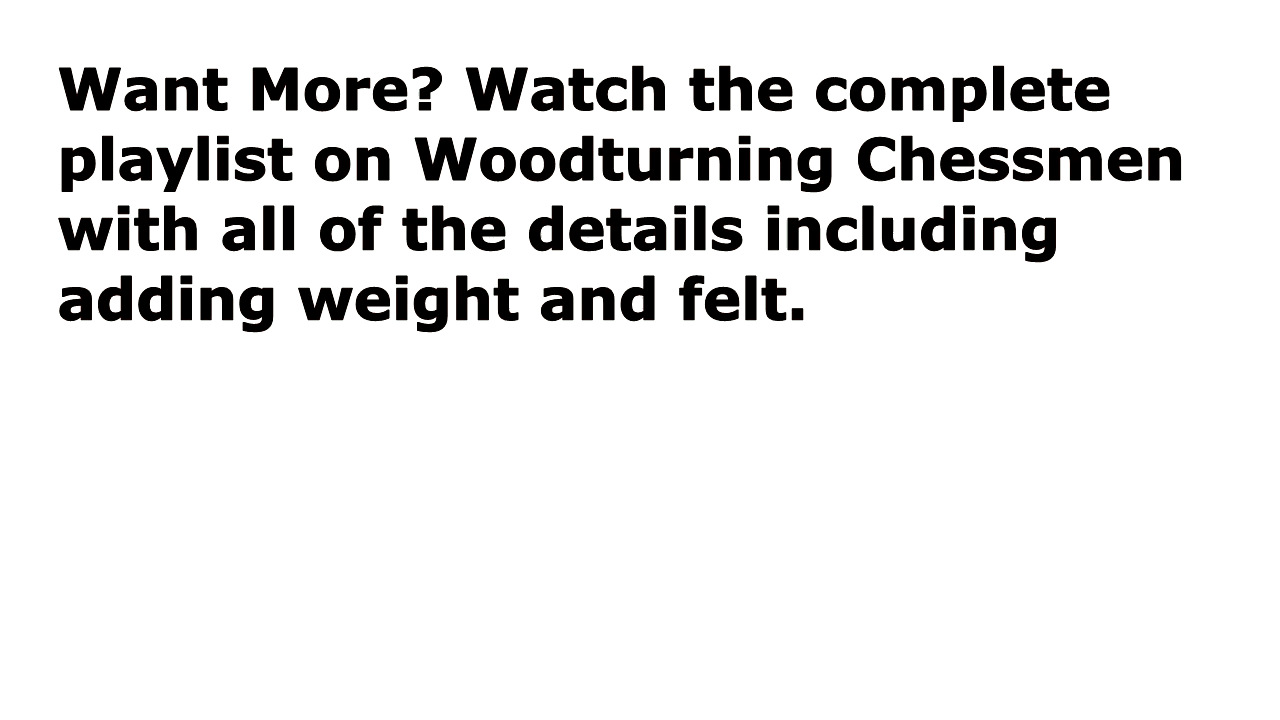 Want More? Watch the complete
playlist on Woodturning Chessmen
with all of the details including
adding weight and felt.